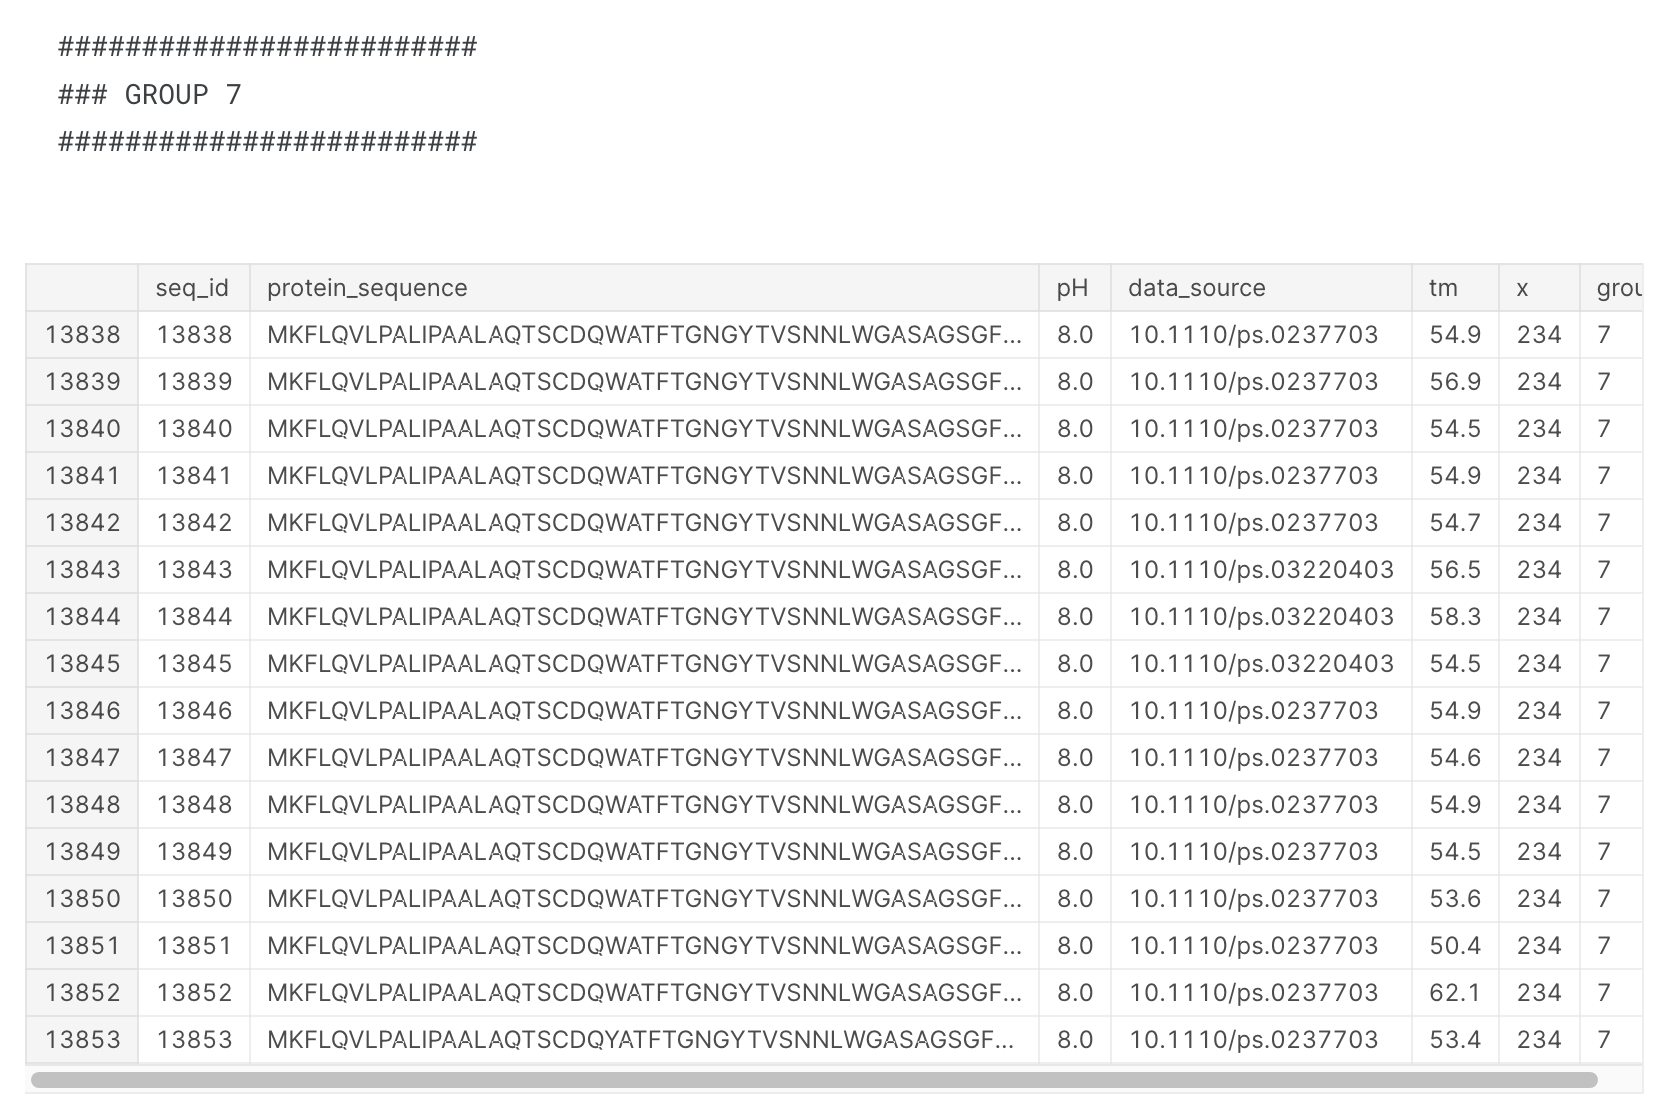 #########################
### GROUP 7
#########################
seq_id protein_sequence pH data_source tm x grou
13838 13838 MKFLQVLPALIPAALAQTSCDQWATFTGNGYTVSNNLWGASAGSGF... 8.0 10.1110/ps.0237703 54.9 234 7
13839 13839 MKFLQVLPALIPAALAQTSCDQWATFTGNGYTVSNNLWGASAGSGF... 8.0 10.1110/ps.0237703 56.9 234 7
13840 13840 MKFLQVLPALIPAALAQTSCDQWATFTGNGYTVSNNLWGASAGSGF... 8.0 10.1110/ps.0237703 54.5 234 7
13841 13841 MKFLQVLPALIPAALAQTSCDQWATFTGNGYTVSNNLWGASAGSGF... 8.0 10.1110/ps.0237703 54.9 234 7
13842 13842 MKFLQVLPALIPAALAQTSCDQWATFTGNGYTVSNNLWGASAGSGF... 8.0 10.1110/ps.0237703 54.7 234 7
13843 13843 MKFLQVLPALIPAALAQTSCDQWATFTGNGYTVSNNLWGASAGSGF... 8.0 10.1110/ps.03220403 56.5 234 7
13844 13844 MKFLQVLPALIPAALAQTSCDQWATFTGNGYTVSNNLWGASAGSGF... 8.0 10.1110/ps.03220403 58.3 234 7
13845 13845 MKFLQVLPALIPAALAQTSCDQWATFTGNGYTVSNNLWGASAGSGF... 8.0 10.1110/ps.03220403 54.5 234 7
13846 13846 MKFLQVLPALIPAALAQTSCDQWATFTGNGYTVSNNLWGASAGSGF... 8.0 10.1110/ps.0237703 54.9 234 7
13847 13847 MKFLQVLPALIPAALAQTSCDQWATFTGNGYTVSNNLWGASAGSGF... 8.0 10.1110/ps.0237703 54.6 234 7
13848 13848 MKFLQVLPALIPAALAQTSCDQWATFTGNGYTVSNNLWGASAGSGF... 8.0 10.1110/ps.0237703 54.9 234 7
13849 13849 MKFLQVLPALIPAALAQTSCDQWATFTGNGYTVSNNLWGASAGSGF... 8.0 10.1110/ps.0237703 54.5 234 7
13850 13850 MKFLQVLPALIPAALAQTSCDQWATFTGNGYTVSNNLWGASAGSGF... 8.0 10.1110/ps.0237703 53.6 234 7
13851 13851 MKFLQVLPALIPAALAQTSCDQWATFTGNGYTVSNNLWGASAGSGF... 8.0 10.1110/ps.0237703 50.4 234 7
13852 13852 MKFLQVLPALIPAALAQTSCDQWATFTGNGYTVSNNLWGASAGSGF... 8.0 10.1110/ps.0237703 62.1 234 7
13853 13853 MKFLQVLPALIPAALAQTSCDQYATFTGNGYTVSNNLWGASAGSGF... 8.0 10.1110/ps.0237703 53.4 234 7